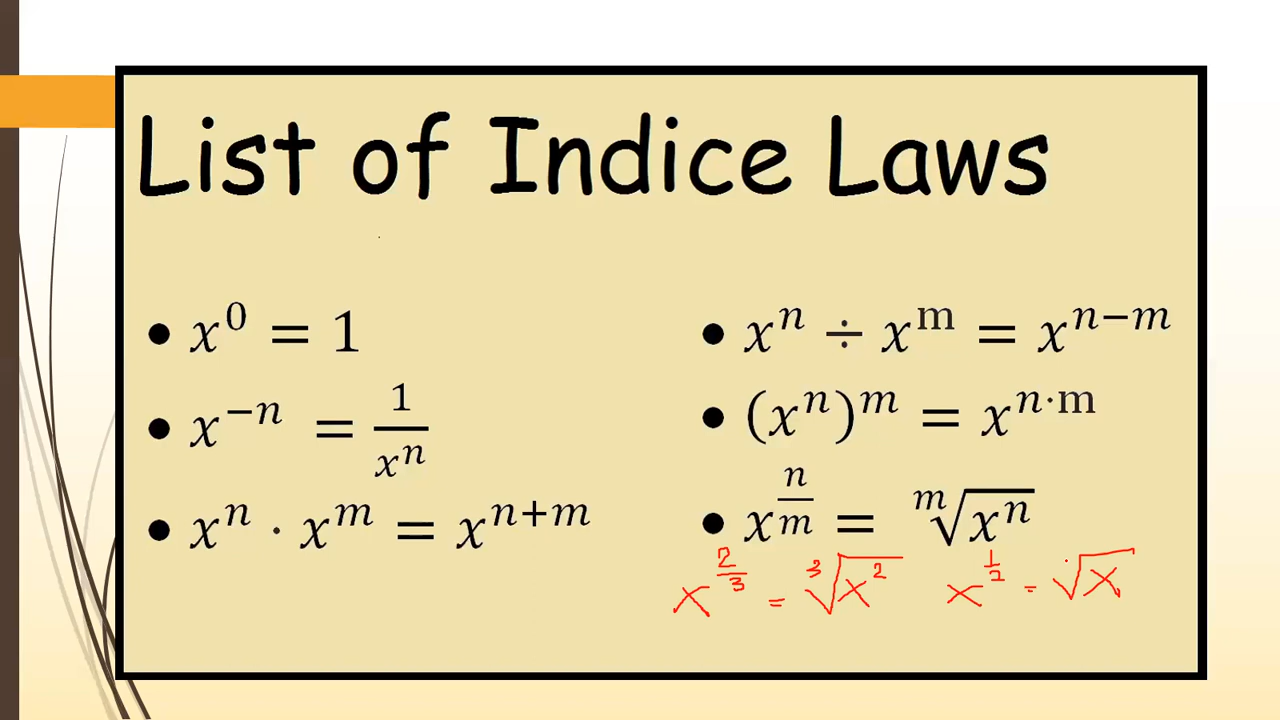 List of Indice Laws
• x⁰ = 1
• x⁻ⁿ = 1/xⁿ
• xⁿ · xᵐ = xⁿ⁺ᵐ
• xⁿ ÷ xᵐ = xⁿ⁻ᵐ
• (xⁿ)ᵐ = xⁿ·ᵐ
• x^(n/m) = ᵐ√(xⁿ)
x^(2/3) = ³√(x²) x^(1/2) = √x